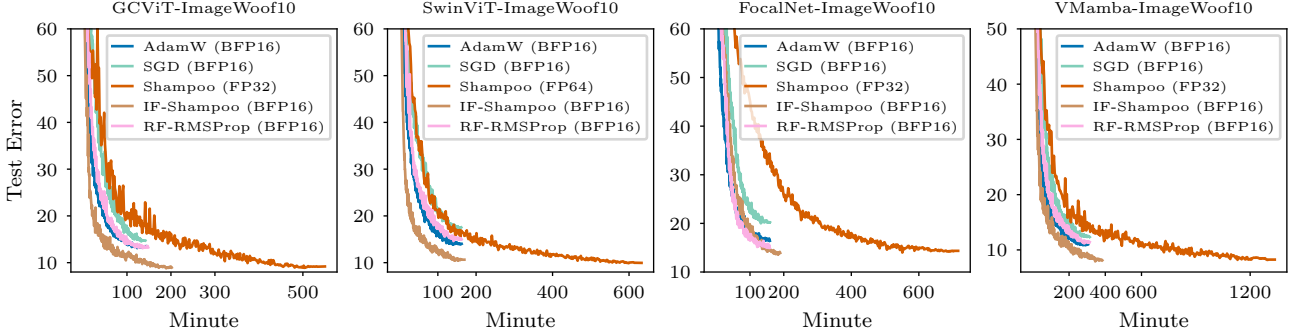 GCViT-ImageWoof10
SwinViT-ImageWoof10
FocalNet-ImageWoof10
VMamba-ImageWoof10
Test Error
60
50
40
30
20
10
AdamW (BFP16)
SGD (BFP16)
Shampoo (FP32)
IF-Shampoo (BFP16)
RF-RMSProp (BFP16)
100 200 300 500
Minute
60
50
40
30
20
10
AdamW (BFP16)
SGD (BFP16)
Shampoo (FP64)
IF-Shampoo (BFP16)
RF-RMSProp (BFP16)
100 200 400 600
Minute
60
50
40
30
20
10
AdamW (BFP16)
SGD (BFP16)
Shampoo (FP32)
IF-Shampoo (BFP16)
RF-RMSProp (BFP16)
100 200 400 600
Minute
50
40
30
20
10
AdamW (BFP16)
SGD (BFP16)
Shampoo (FP32)
IF-Shampoo (BFP16)
RF-RMSProp (BFP16)
200 400 600 1200
Minute